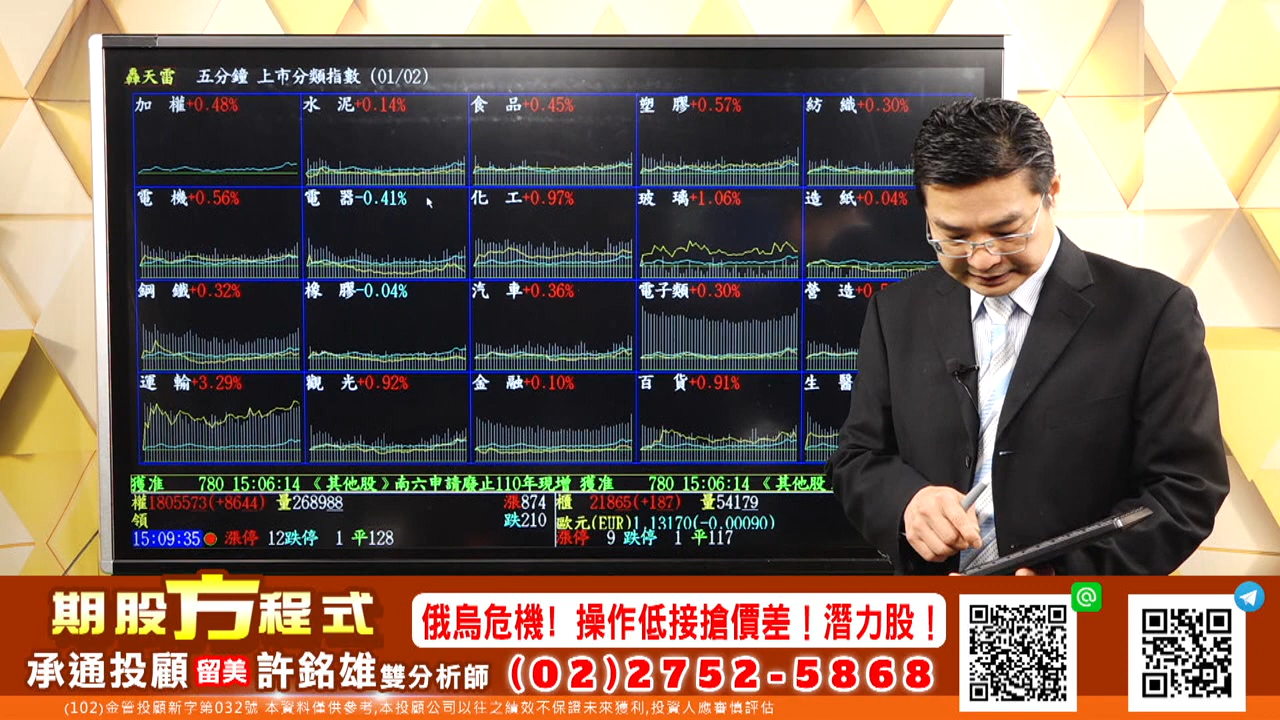 轟天雷 五分鐘 上市分類指數 (01/02)
加 權+0.48% 水 泥+0.14% 食 品+0.45% 塑 膠+0.57% 紡 織+0.30%
電 機+0.56% 電 器-0.41% 化 工+0.97% 玻 璃+1.06% 造 紙+0.04%
鋼 鐵+0.32% 橡 膠-0.04% 汽 車+0.36% 電子類+0.30% 營 造
運 輸+3.29% 觀 光+0.92% 金 融+0.10% 百 貨+0.91% 生 醫
獲准 780 15:06:14 《其他股》南六申請廢止110年現增 獲准 780 15:06:14 《其他股
權1805573(+8644) 量268988 漲874 櫃 21865(+187) 量54179
領 跌210 歐元(EUR)1.13170(-0.00090)
15:09:35 漲停 12跌停 1 平128 漲停 9 跌停 1 平117
期股方程式
俄烏危機! 操作低接搶價差!潛力股!
承通投顧 留美 許銘雄 雙分析師 (02)2752-5868
(102)金管投顧新字第032號 本資料僅供參考,本投顧公司以往之績效不保證未來獲利,投資人應審慎評估